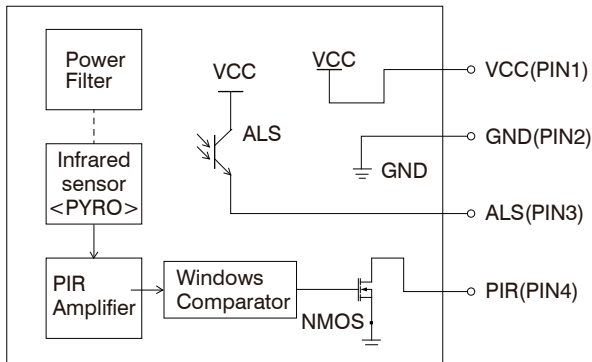 Power
Filter
VCC
VCC
VCC(PIN1)
ALS
GND(PIN2)
Infrared
sensor
<PYRO>
GND
ALS(PIN3)
PIR
Amplifier
Windows
Comparator
PIR(PIN4)
NMOS